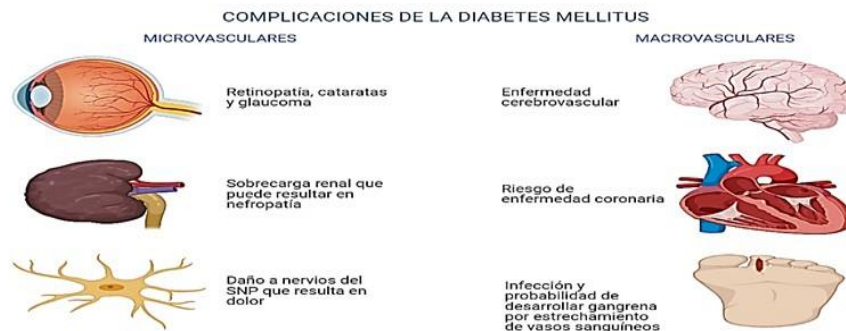 COMPLICACIONES DE LA DIABETES MELLITUS
MICROVASCULARES
MACROVASCULARES
Retinopatía, cataratas
y glaucoma
Enfermedad
cerebrovascular
Sobrecarga renal que
puede resultar en
nefropatía
Riesgo de
enfermedad coronaria
Daño a nervios del
SNP que resulta en
dolor
Infección y
probabilidad de
desarrollar gangrena
por estrechamiento
de vasos sanguíneos